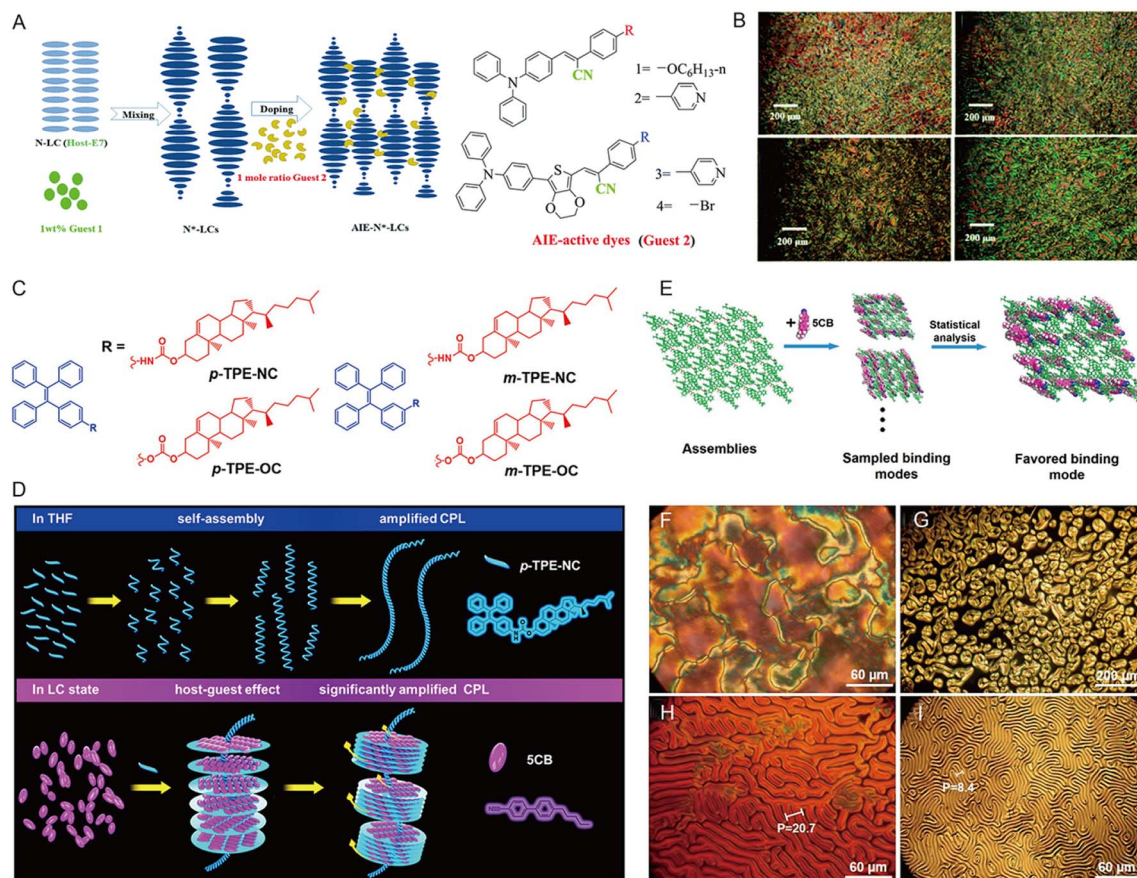 A
N-LC (Host-E7)
1wt% Guest 1
Mixing
N*-LCs
Doping
1 mole ratio Guest 2
AIE-N*-LCs
R
CN
1= −OC6H13-n
2=
N
N
R
S
N
CN
O
O
3=
N
4= −Br
AIE-active dyes (Guest 2)
B
200 μm
200 μm
200 μm
200 μm
C
R
R =
HN
O
O
p-TPE-NC
O
O
O
p-TPE-OC
R
HN
O
O
m-TPE-NC
O
O
O
m-TPE-OC
D
In THF
self-assembly
amplified CPL
p-TPE-NC
In LC state
host-guest effect
significantly amplified CPL
5CB
E
+
5CB
Statistical
analysis
Assemblies
Sampled binding
modes
Favored binding
mode
F
60 μm
G
200 μm
H
P=20.7
60 μm
I
P=8.4
60 μm